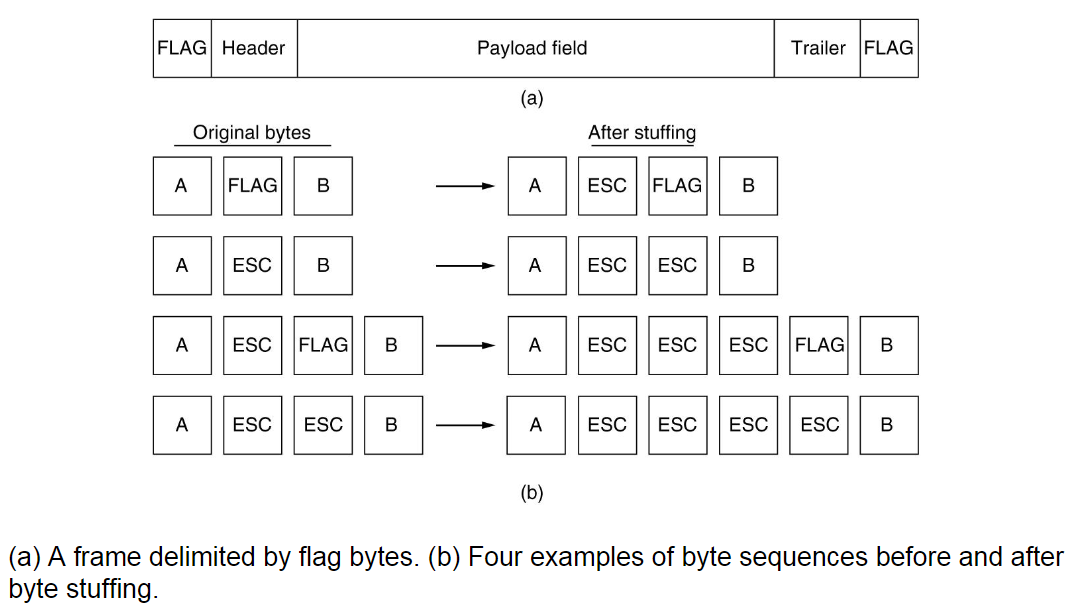 FLAG Header Payload field Trailer FLAG
(a)
Original bytes After stuffing
A FLAG B A ESC FLAG B
A ESC B A ESC ESC B
A ESC FLAG B A ESC ESC ESC FLAG B
A ESC ESC B A ESC ESC ESC ESC B
(b)
(a) A frame delimited by flag bytes. (b) Four examples of byte sequences before and after
byte stuffing.